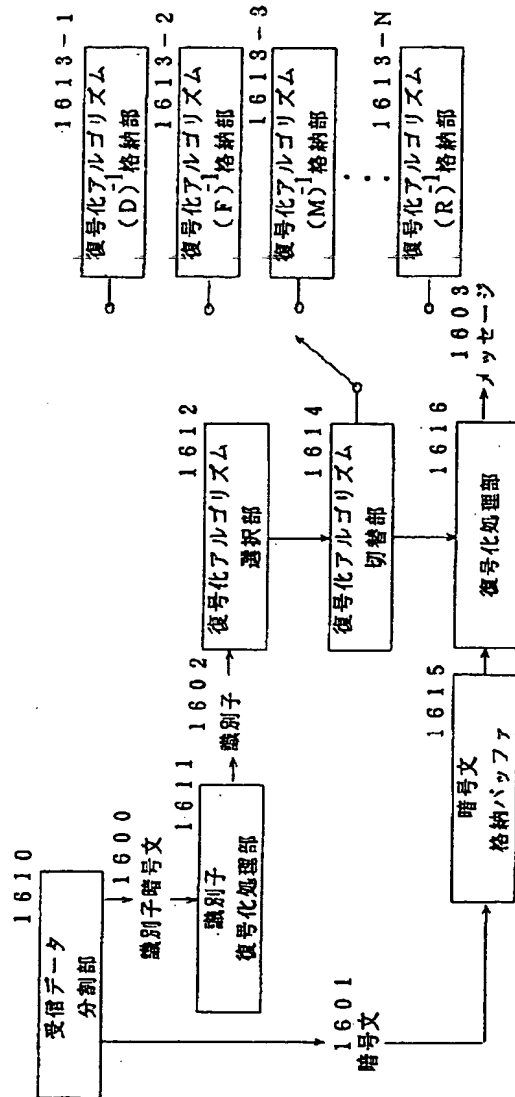 1610
受信データ
分割部
1600
識別子暗号文
1611
識別子
復号化処理部
1602
識別子
1612
復号化アルゴリズム
選択部
1613-1
復号化アルゴリズム
(D)⁻¹格納部
1613-2
復号化アルゴリズム
(F)⁻¹格納部
1613-3
復号化アルゴリズム
(M)⁻¹格納部
1613-N
復号化アルゴリズム
(R)⁻¹格納部
1614
復号化アルゴリズム
切替部
1601
暗号文
1615
暗号文
格納バッファ
1616
復号化処理部
1603
メッセージ